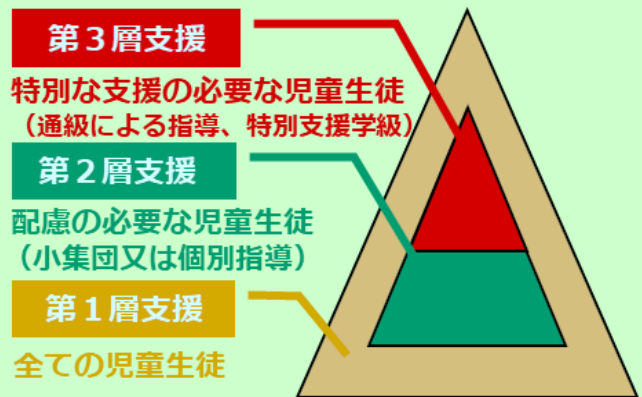 第３層支援
特別な支援の必要な児童生徒
（通級による指導、特別支援学級）
第２層支援
配慮の必要な児童生徒
（小集団又は個別指導）
第１層支援
全ての児童生徒